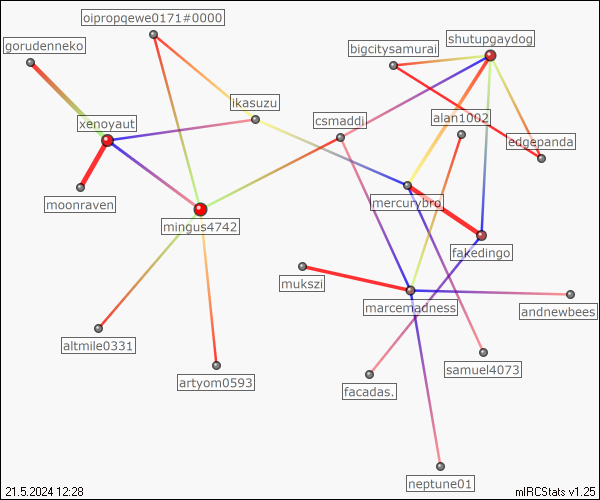 oipropqewe0171#0000
gorudenneko
shutupgaydog
bigcitysamurai
ikasuzu
xenoyaut
csmaddi
alan1002
edgepanda
moonraven
mercurybro
mingus4742
fakedingo
mukszi
marcemadness
andnewbees
altmile0331
artyom0593
samuel4073
facadas.
neptune01
21.5.2024 12:28
mIRCStats v1.25